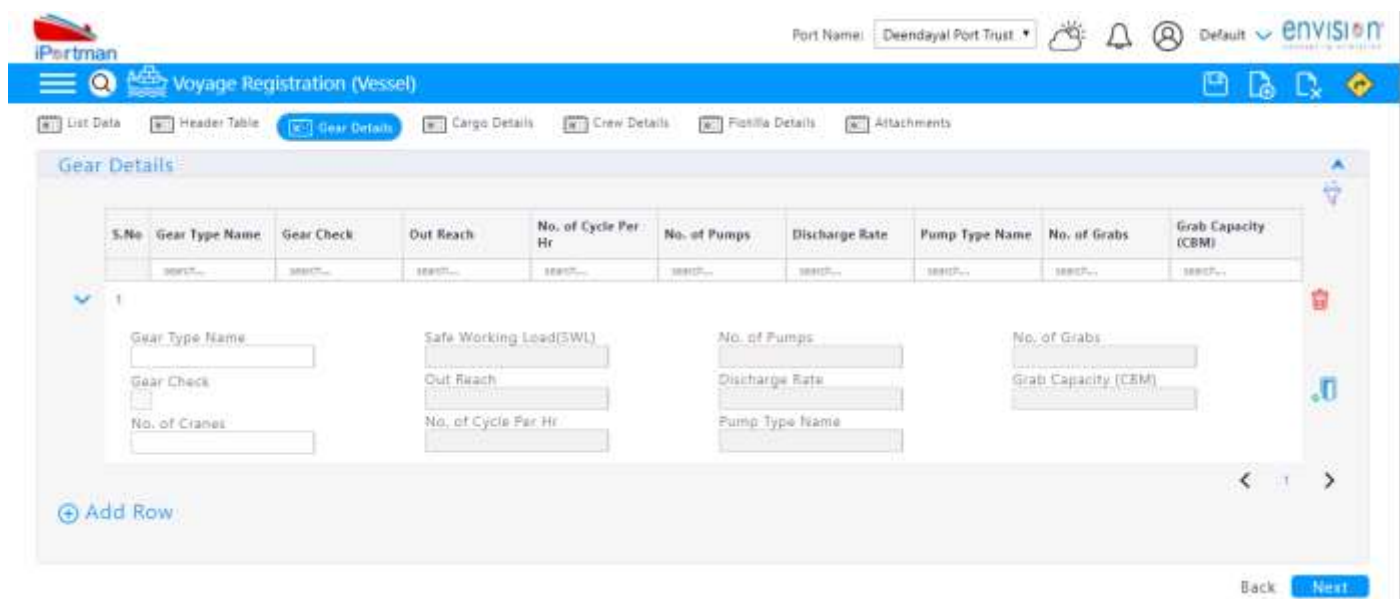 Port Name: Deendayal Port Trust Default envision
iPortman
Voyage Registration (Vessel)
List Data Header Table Gear Details Cargo Details Crew Details Flotilla Details Attachments
Gear Details
S.No Gear Type Name Gear Check Out Reach No. of Cycle Per Hr No. of Pumps Discharge Rate Pump Type Name No. of Grabs Grab Capacity (CBM)
search... search... search... search... search... search... search... search... search...
1
Gear Type Name Safe Working Load(SWL) No. of Pumps No. of Grabs
Gear Check Out Reach Discharge Rate Grab Capacity (CBM)
No. of Cranes No. of Cycle Per Hr Pump Type Name
1
Add Row
Back Next